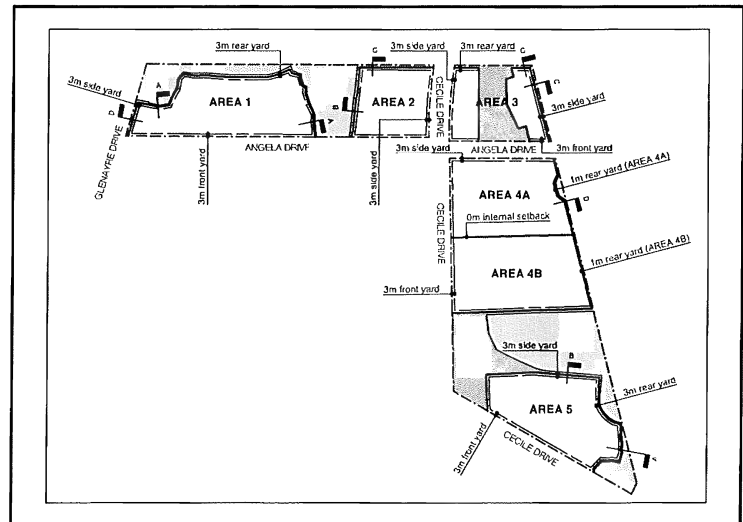 3m rear yard
3m side yard
3m rear yard
C
C
3m side yard
A
D
B
A
C
AREA 1
AREA 2
AREA 3
CECILE DRIVE
3m side yard
GLENAYRE DRIVE
3m front yard
ANGELA DRIVE
3m side yard
3m side yard
ANGELA DRIVE
3m front yard
1m rear yard (AREA 4A)
AREA 4A
D
0m internal setback
CECILE DRIVE
AREA 4B
1m rear yard (AREA 4B)
3m front yard
3m side yard
B
3m rear yard
AREA 5
3m front yard
CECILE DRIVE
A